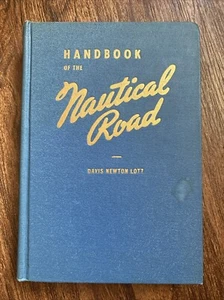 HANDBOOK
OF THE
Nautical
Road
DAVIS NEWTON LOTT